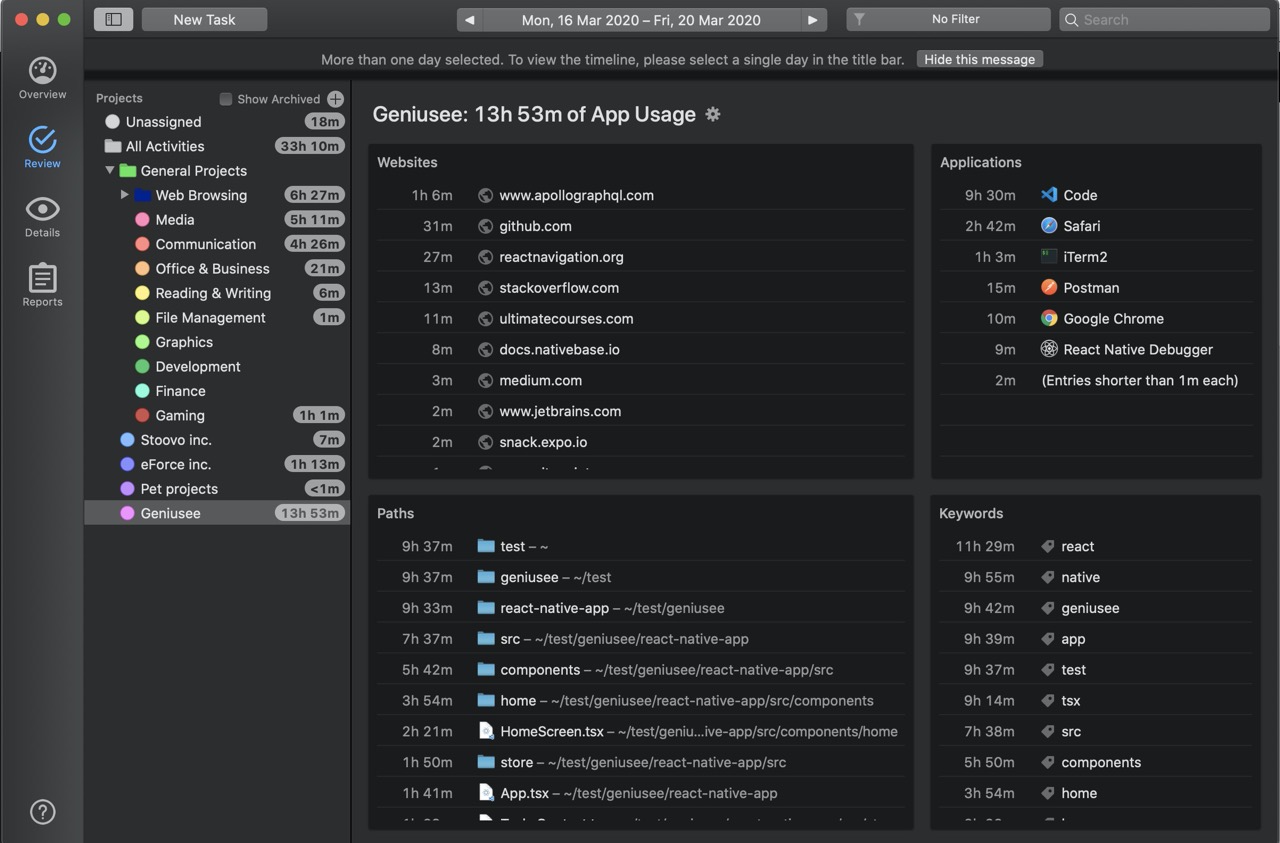 New Task
Mon, 16 Mar 2020 – Fri, 20 Mar 2020
No Filter
Search
More than one day selected. To view the timeline, please select a single day in the title bar.
Hide this message
Overview
Review
Details
Reports
Projects
Show Archived
Unassigned 18m
All Activities 33h 10m
General Projects
Web Browsing 6h 27m
Media 5h 11m
Communication 4h 26m
Office & Business 21m
Reading & Writing 6m
File Management 1m
Graphics
Development
Finance
Gaming 1h 1m
Stoovo inc. 7m
eForce inc. 1h 13m
Pet projects <1m
Geniusee 13h 53m
Geniusee: 13h 53m of App Usage
Websites
1h 6m www.apollographql.com
31m github.com
27m reactnavigation.org
13m stackoverflow.com
11m ultimatecourses.com
8m docs.nativebase.io
3m medium.com
2m www.jetbrains.com
2m snack.expo.io
Applications
9h 30m Code
2h 42m Safari
1h 3m iTerm2
15m Postman
10m Google Chrome
9m React Native Debugger
2m (Entries shorter than 1m each)
Paths
9h 37m test – ~
9h 37m geniusee – ~/test
9h 33m react-native-app – ~/test/geniusee
7h 37m src – ~/test/geniusee/react-native-app
5h 42m components – ~/test/geniusee/react-native-app/src
3h 54m home – ~/test/geniusee/react-native-app/src/components
2h 21m HomeScreen.tsx – ~/test/geniu...ive-app/src/components/home
1h 50m store – ~/test/geniusee/react-native-app/src
1h 41m App.tsx – ~/test/geniusee/react-native-app
Keywords
11h 29m react
9h 55m native
9h 42m geniusee
9h 39m app
9h 37m test
9h 14m tsx
7h 38m src
5h 50m components
3h 54m home